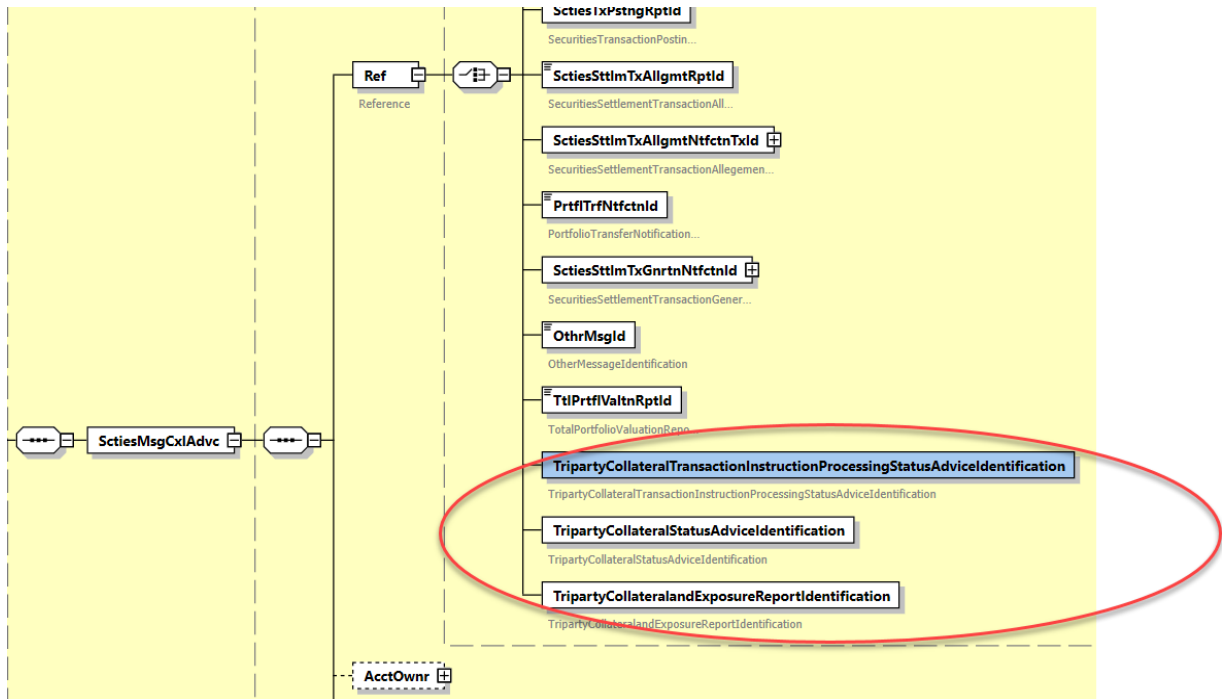 SctiesTxPstngRptId
SecuritiesTransactionPostin...
Ref
Reference
SctiesSttlmTxAllgmtRptId
SecuritiesSettlementTransactionAll...
SctiesSttlmTxAllgmtNtfctnTxId
SecuritiesSettlementTransactionAllegemen...
PrtflTrfNtfctnId
PortfolioTransferNotification...
SctiesSttlmTxGnrtnNtfctnId
SecuritiesSettlementTransactionGener...
OthrMsgId
OtherMessageIdentification
TtlPrtflValtnRptId
TotalPortfolioValuationRepo...
SctiesMsgCxlAdvc
TripartyCollateralTransactionInstructionProcessingStatusAdviceIdentification
TripartyCollateralTransactionInstructionProcessingStatusAdviceIdentification
TripartyCollateralStatusAdviceIdentification
TripartyCollateralStatusAdviceIdentification
TripartyCollateralandExposureReportIdentification
TripartyCollateralandExposureReportIdentification
AcctOwnr